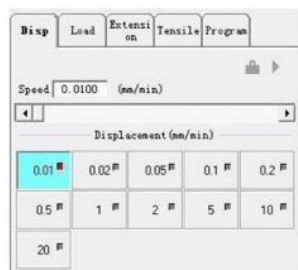 Disp Load Extensi on Tensile Program
Speed 0.0100 (mm/min)
Displacement(mm/min)
0.01 0.02 0.05 0.1 0.2
0.5 1 2 5 10
20